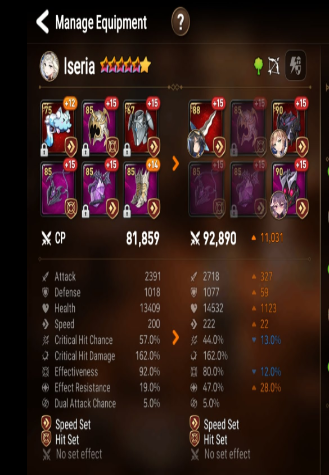 Manage Equipment ?
Iseria
75 +12 85 +15 57 +15 88 +15 +15 90 +15
85 +15 85 +15 85 +14 +15 +15 90 +15
CP 81,859 92,890 ▲ 11,031
Attack 2391 2718 ▲ 327
Defense 1018 1077 ▲ 59
Health 13409 14532 ▲ 1123
Speed 200 222 ▲ 22
Critical Hit Chance 57.0% 44.0% ▼ 13.0%
Critical Hit Damage 162.0% 162.0%
Effectiveness 92.0% 80.0% ▼ 12.0%
Effect Resistance 19.0% 47.0% ▲ 28.0%
Dual Attack Chance 5.0% 5.0%
Speed Set Speed Set
Hit Set Hit Set
No set effect No set effect